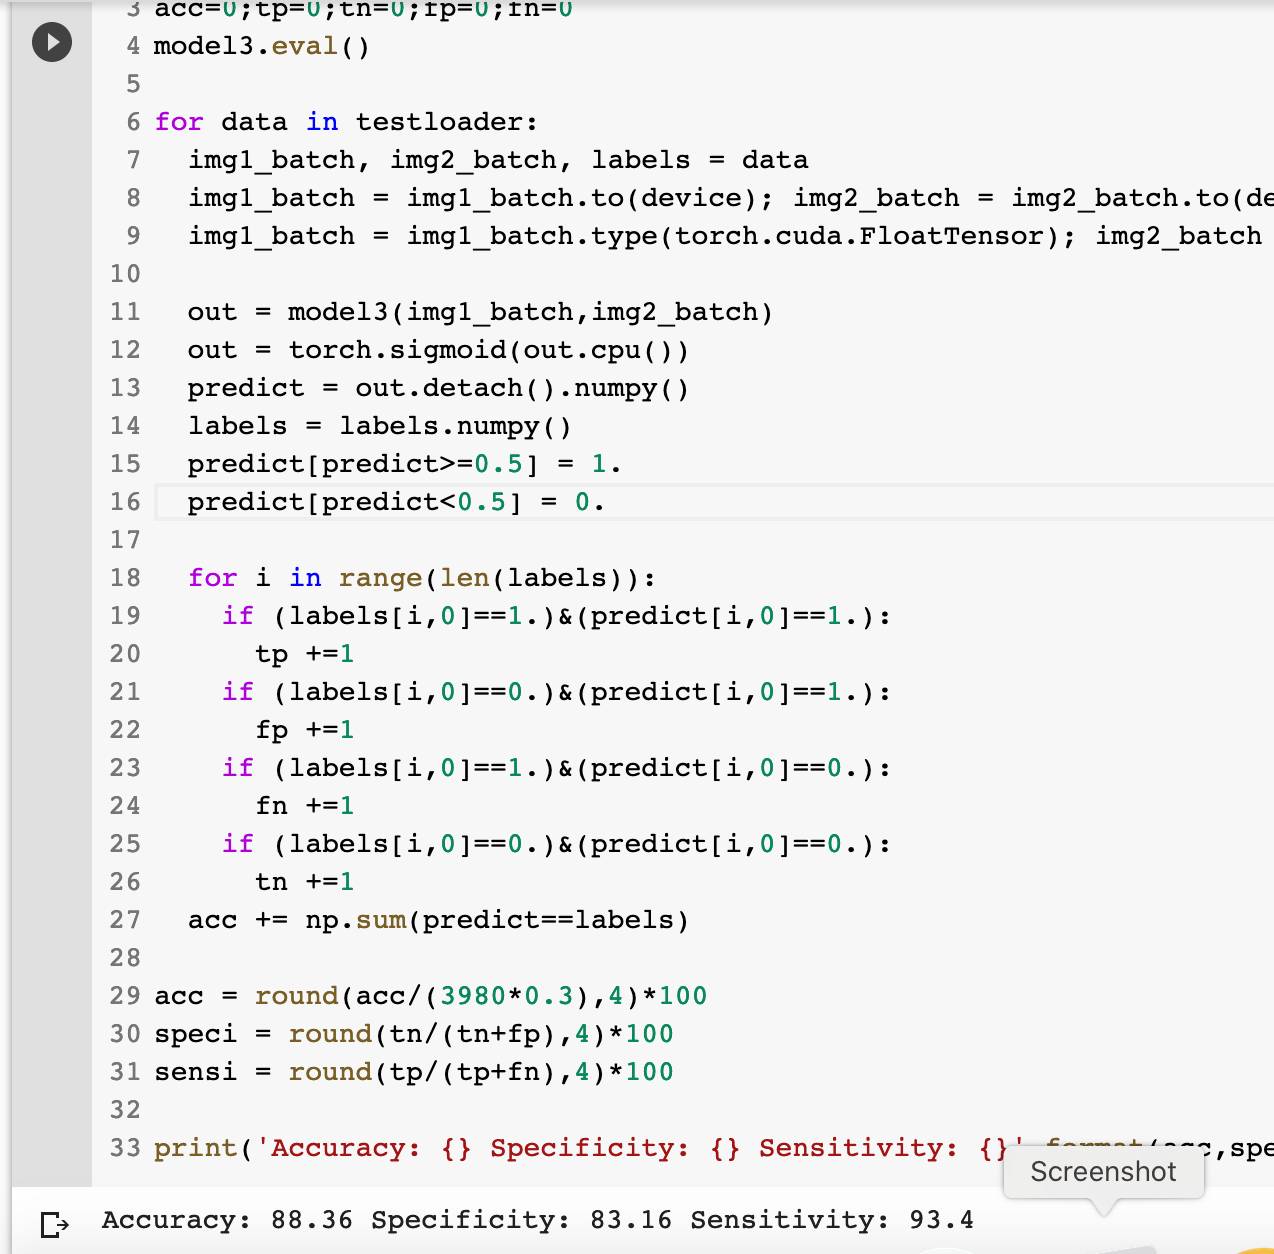 3 acc=0;tp=0;tn=0;fp=0;fn=0
4 model3.eval()
5
6 for data in testloader:
7   img1_batch, img2_batch, labels = data
8   img1_batch = img1_batch.to(device); img2_batch = img2_batch.to(de
9   img1_batch = img1_batch.type(torch.cuda.FloatTensor); img2_batch
10
11   out = model3(img1_batch,img2_batch)
12   out = torch.sigmoid(out.cpu())
13   predict = out.detach().numpy()
14   labels = labels.numpy()
15   predict[predict>=0.5] = 1.
16   predict[predict<0.5] = 0.
17
18   for i in range(len(labels)):
19     if (labels[i,0]==1.)&(predict[i,0]==1.):
20       tp +=1
21     if (labels[i,0]==0.)&(predict[i,0]==1.):
22       fp +=1
23     if (labels[i,0]==1.)&(predict[i,0]==0.):
24       fn +=1
25     if (labels[i,0]==0.)&(predict[i,0]==0.):
26       tn +=1
27   acc += np.sum(predict==labels)
28
29 acc = round(acc/(3980*0.3),4)*100
30 speci = round(tn/(tn+fp),4)*100
31 sensi = round(tp/(tp+fn),4)*100
32
33 print('Accuracy: {} Specificity: {} Sensitivity: {}'.format(acc,spe
Screenshot
Accuracy: 88.36 Specificity: 83.16 Sensitivity: 93.4